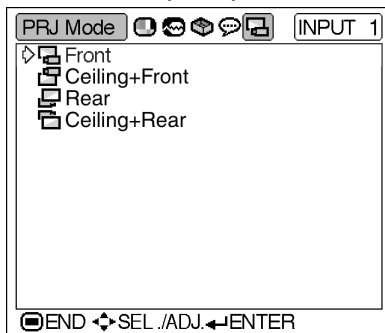 PRJ Mode INPUT 1
Front
Ceiling+Front
Rear
Ceiling+Rear
END SEL./ADJ. ENTER